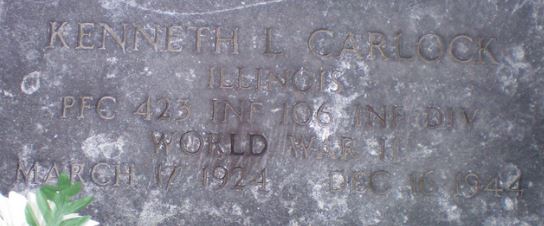 KENNETH L CARLOCK
ILLINOIS
PFC 423 INF 106 INF DIV
WORLD WAR II
MARCH 17 1924 DEC 16 1944